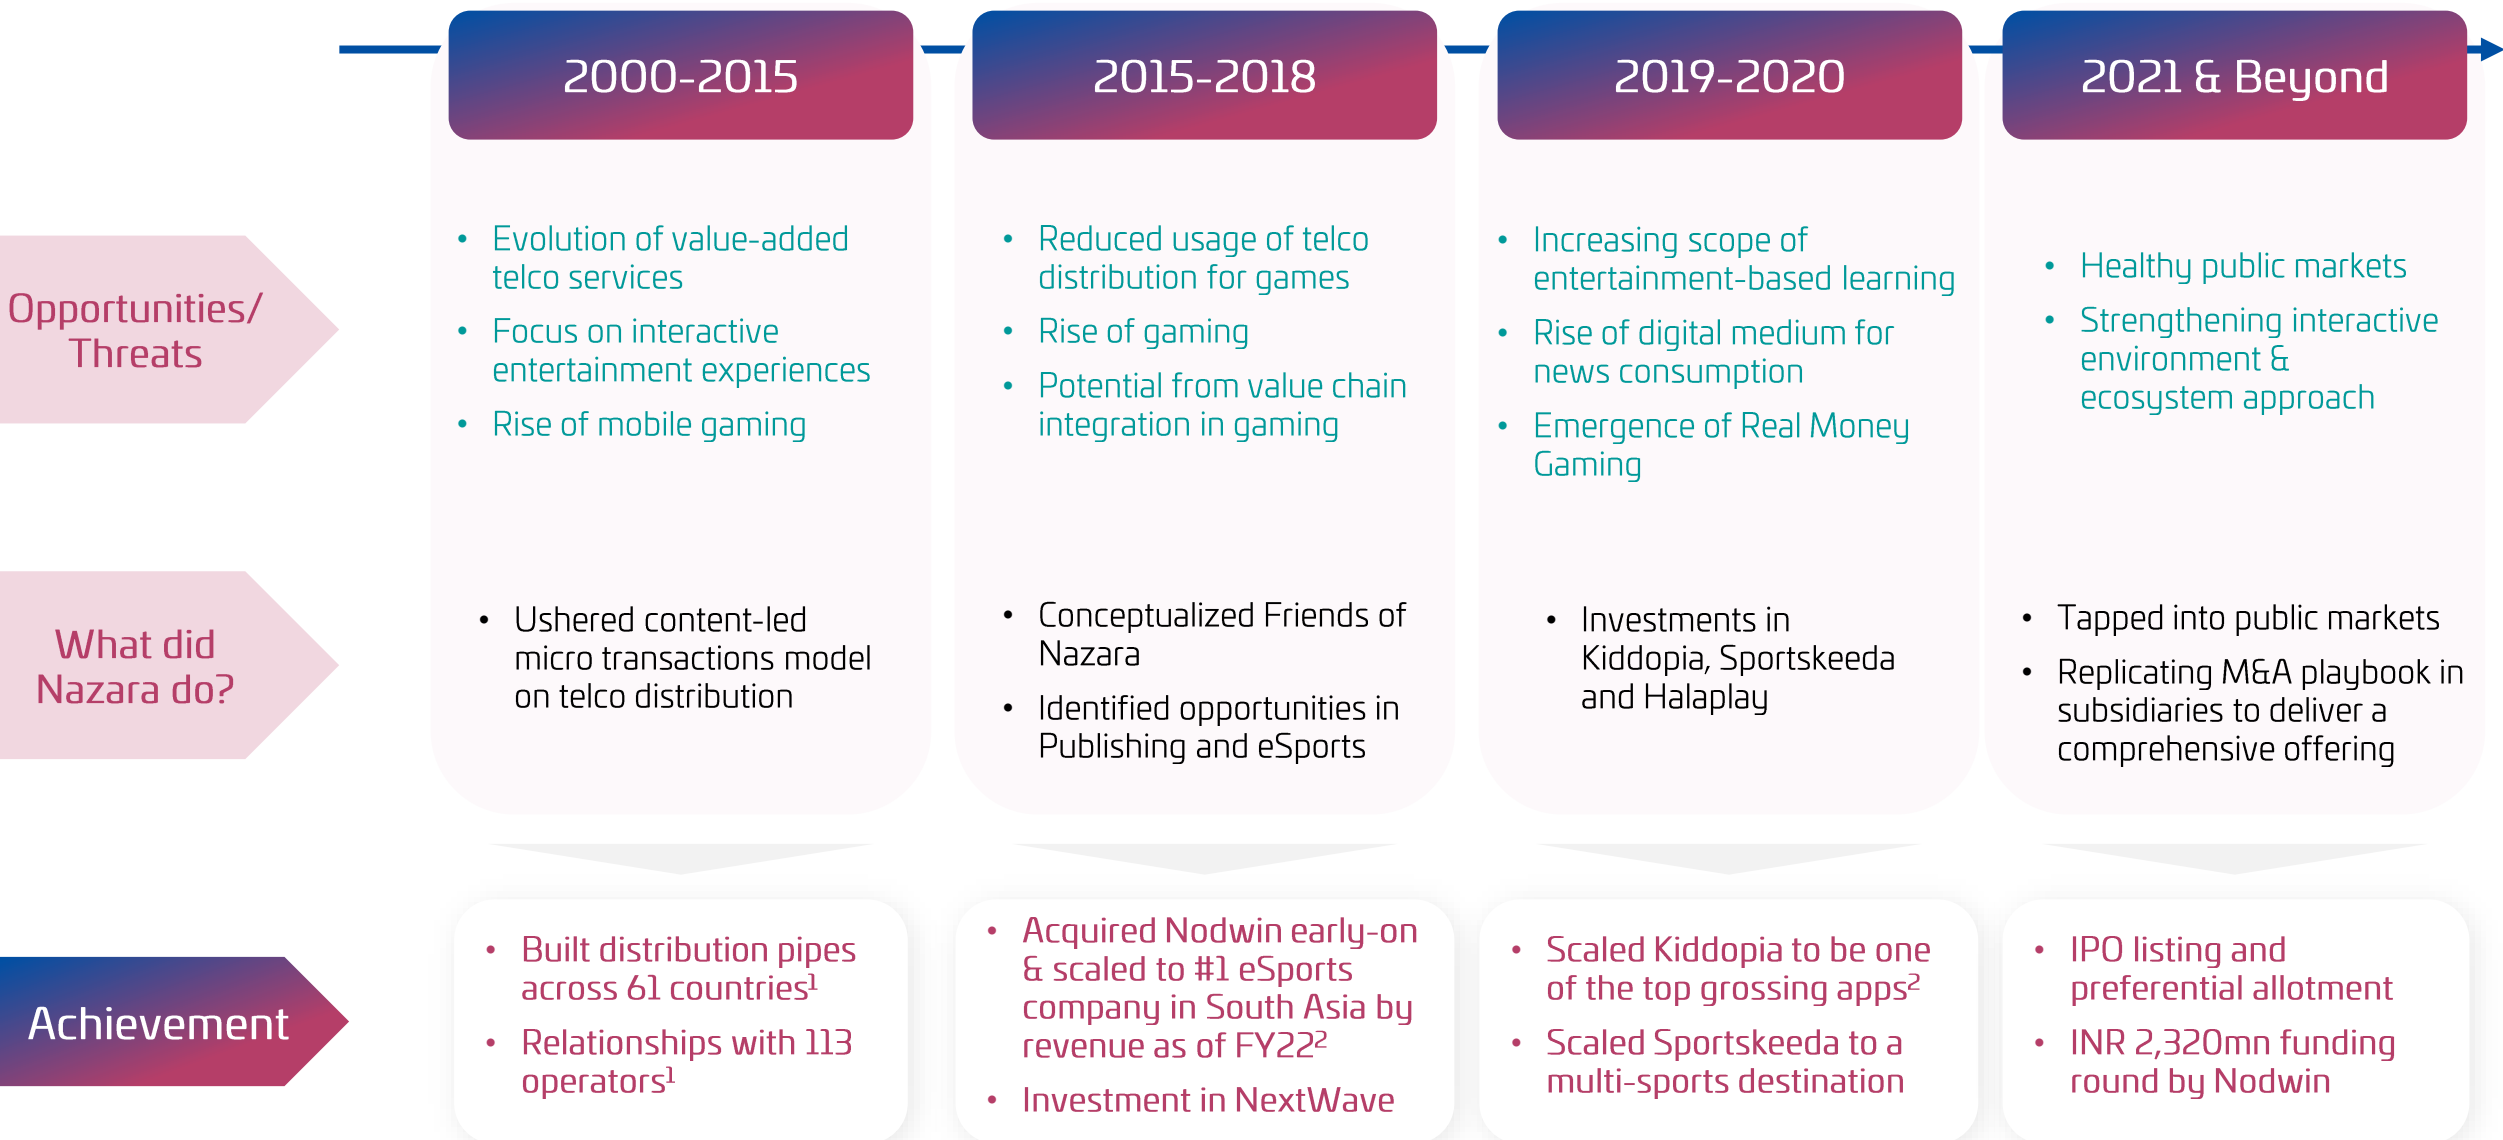 2000-2015
2015-2018
2019-2020
2021 & Beyond
Opportunities/
Threats
• Evolution of value-added
telco services
• Focus on interactive
entertainment experiences
• Rise of mobile gaming
• Reduced usage of telco
distribution for games
• Rise of gaming
• Potential from value chain
integration in gaming
• Increasing scope of
entertainment-based learning
• Rise of digital medium for
news consumption
• Emergence of Real Money
Gaming
• Healthy public markets
• Strengthening interactive
environment &
ecosystem approach
What did
Nazara do?
• Ushered content-led
micro transactions model
on telco distribution
• Conceptualized Friends of
Nazara
• Identified opportunities in
Publishing and eSports
• Investments in
Kiddopia, Sportskeeda
and Halaplay
• Tapped into public markets
• Replicating M&A playbook in
subsidiaries to deliver a
comprehensive offering
Achievement
• Built distribution pipes
across 61 countries¹
• Relationships with 113
operators¹
• Acquired Nodwin early-on
& scaled to #1 eSports
company in South Asia by
revenue as of FY22²
• Investment in NextWave
• Scaled Kiddopia to be one
of the top grossing apps²
• Scaled Sportskeeda to a
multi-sports destination
• IPO listing and
preferential allotment
• INR 2,320mn funding
round by Nodwin